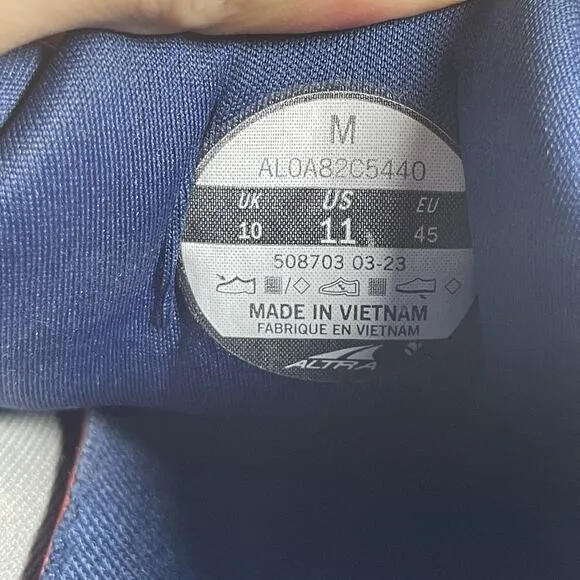 M
AL0A82C5440
UK US EU
10 11 45
508703 03-23
MADE IN VIETNAM
FABRIQUE EN VIETNAM
ALTRA